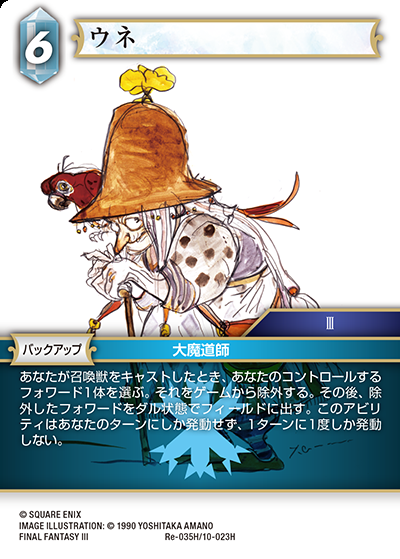 6
ウネ
III
バックアップ
大魔道師
あなたが召喚獣をキャストしたとき、あなたのコントロールする
フォワード1体を選ぶ。それをゲームから除外する。その後、除
外したフォワードをダル状態でフィールドに出す。このアビリ
ティはあなたのターンにしか発動せず、1ターンに1度しか発動
しない。
© SQUARE ENIX
IMAGE ILLUSTRATION: © 1990 YOSHITAKA AMANO
FINAL FANTASY III
Re-035H/10-023H